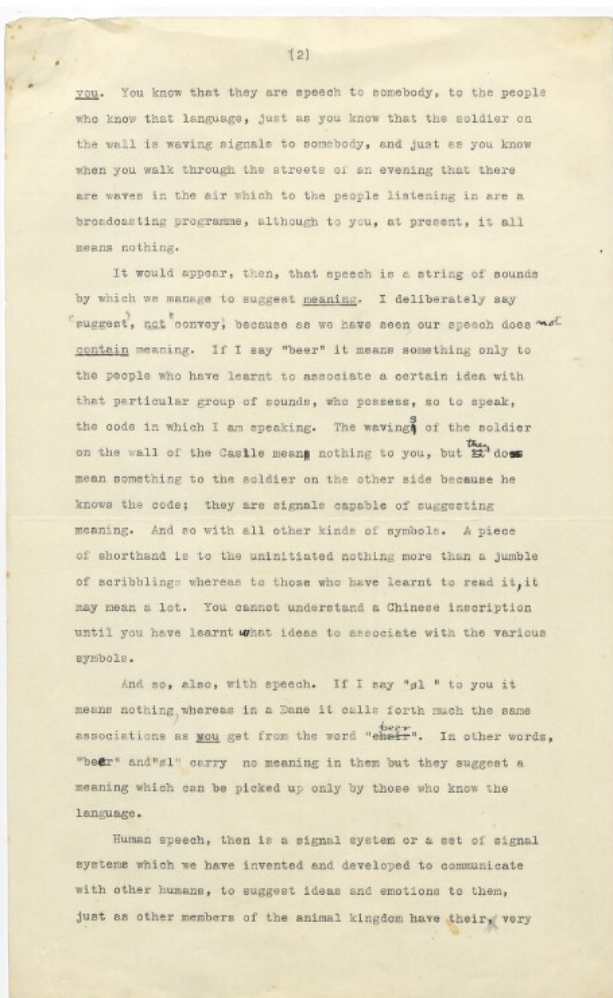 (2)
you. You know that they are speech to somebody, to the people
who know that language, just as you know that the soldier on
the wall is waving signals to somebody, and just as you know
when you walk through the streets of an evening that there
are waves in the air which to the people listening in are a
broadcasting programme, although to you, at present, it all
means nothing.
It would appear, then, that speech is a string of sounds
by which we manage to suggest meaning. I deliberately say
"suggest", not "convey", because as we have seen our speech does not
contain meaning. If I say "beer" it means something only to
the people who have learnt to associate a certain idea with
that particular group of sounds, who possess, so to speak,
the code in which I am speaking. The wavings of the soldier
on the wall of the Castle mean nothing to you, but they do
mean something to the soldier on the other side because he
knows the code; they are signals capable of suggesting
meaning. And so with all other kinds of symbols. A piece
of shorthand is to the uninitiated nothing more than a jumble
of scribblings whereas to those who have learnt to read it, it
may mean a lot. You cannot understand a Chinese inscription
until you have learnt what ideas to associate with the various
symbols.
And so, also, with speech. If I say "øl " to you it
means nothing, whereas in a Dane it calls forth much the same
associations as you get from the word "beer". In other words,
"beer" and"øl" carry no meaning in them but they suggest a
meaning which can be picked up only by those who know the
language.
Human speech, then is a signal system or a set of signal
systems which we have invented and developed to communicate
with other humans, to suggest ideas and emotions to them,
just as other members of the animal kingdom have their very